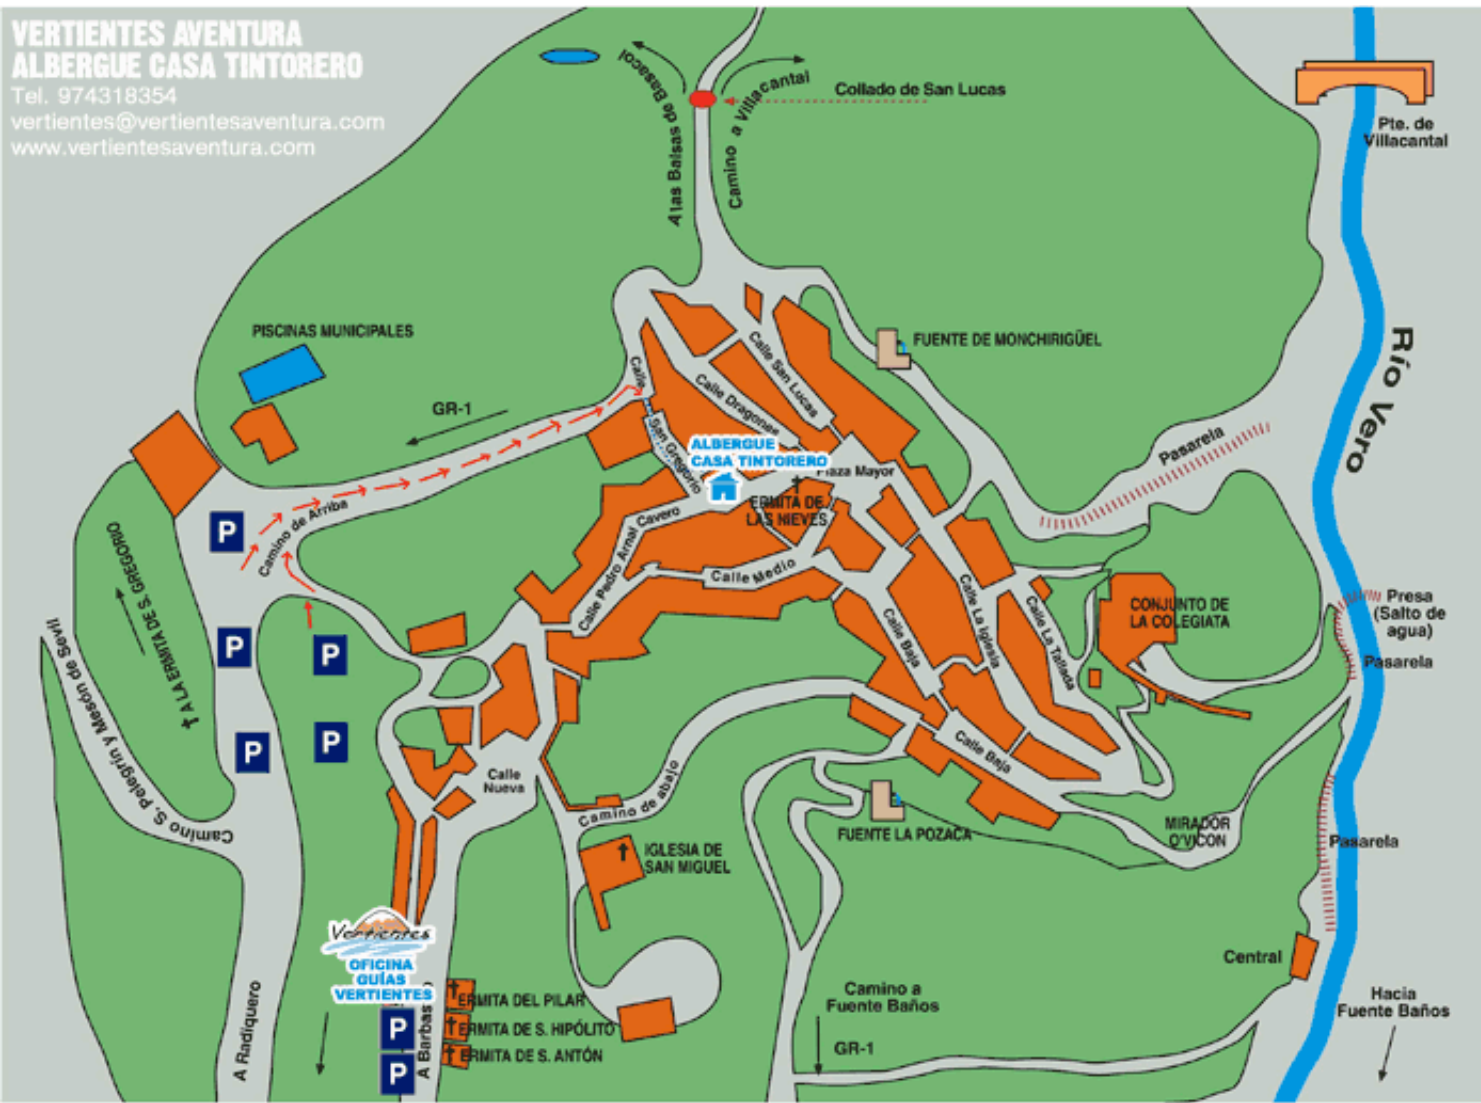 VERTIENTES AVENTURA
ALBERGUE CASA TINTORERO
Tel. 974318354
vertientes@vertientesaventura.com
www.vertientesaventura.com
Atas Balsas de Basacol
Camino a Villacantal
Collado de San Lucas
Pte. de
Villacantal
Río Vero
PISCINAS MUNICIPALES
GR-1
FUENTE DE MONCHIRIGÜEL
Calle San Lucas
Calle Dragones
Calle
San Gregorio
ALBERGUE
CASA TINTORERO
Plaza Mayor
ERMITA DE
LAS NIEVES
Pasarela
P
Camino de Arriba
A LA ERMITA DE S. GREGORIO
Calle Pedro Arnal Cavero
Calle Medio
Calle Baja
Calle La Iglesia
Calle La Tallada
CONJUNTO DE
LA COLEGIATA
Presa
(Salto de
agua)
Pasarela
P
P
P
P
Camino S. Pelegrín y Mesón de Sevil
Calle
Nueva
Calle Baja
Camino de abajo
FUENTE LA POZACA
MIRADOR
O'VICON
Pasarela
IGLESIA DE
SAN MIGUEL
Vertientes
OFICINA
GUÍAS
VERTIENTES
Central
A Radiquero
A Barbas
ERMITA DEL PILAR
ERMITA DE S. HIPÓLITO
ERMITA DE S. ANTÓN
P
P
Camino a
Fuente Baños
GR-1
Hacia
Fuente Baños